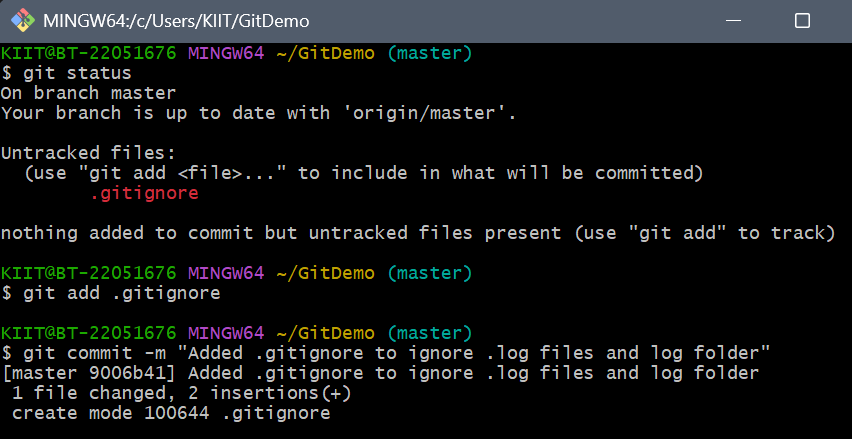 MINGW64:/c/Users/KIIT/GitDemo
KIIT@BT-22051676 MINGW64 ~/GitDemo (master)
$ git status
On branch master
Your branch is up to date with 'origin/master'.
Untracked files:
  (use "git add <file>..." to include in what will be committed)
        .gitignore
nothing added to commit but untracked files present (use "git add" to track)
KIIT@BT-22051676 MINGW64 ~/GitDemo (master)
$ git add .gitignore
KIIT@BT-22051676 MINGW64 ~/GitDemo (master)
$ git commit -m "Added .gitignore to ignore .log files and log folder"
[master 9006b41] Added .gitignore to ignore .log files and log folder
 1 file changed, 2 insertions(+)
 create mode 100644 .gitignore